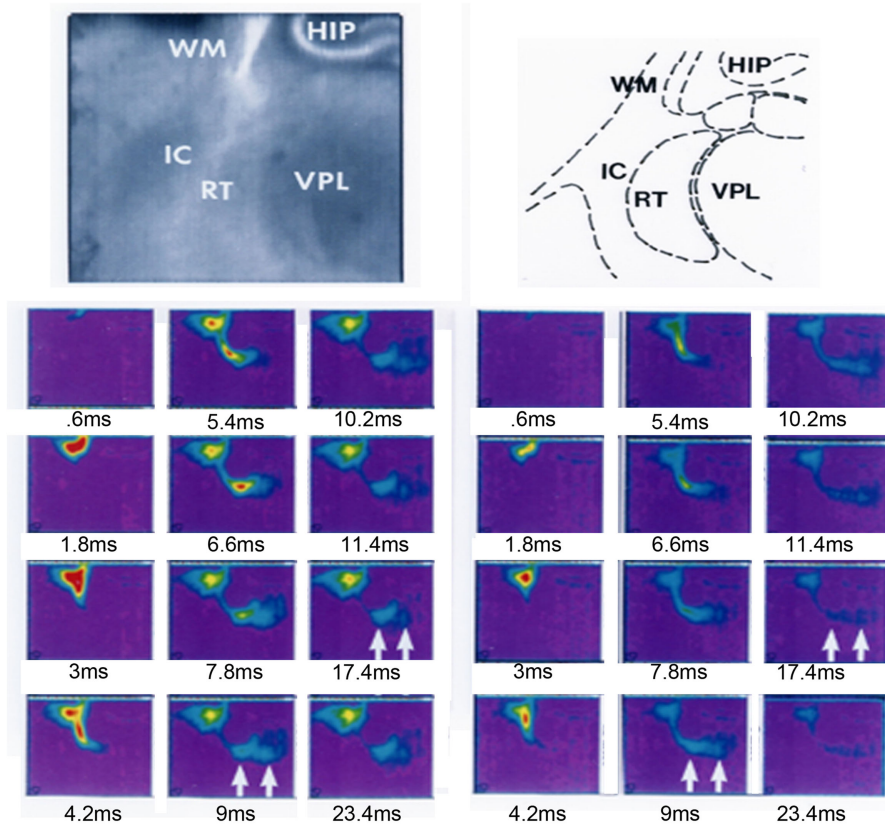 HIP
WM
IC
RT
VPL
HIP
WM
IC
RT
VPL
.6ms 5.4ms 10.2ms .6ms 5.4ms 10.2ms
1.8ms 6.6ms 11.4ms 1.8ms 6.6ms 11.4ms
3ms 7.8ms 17.4ms 3ms 7.8ms 17.4ms
4.2ms 9ms 23.4ms 4.2ms 9ms 23.4ms